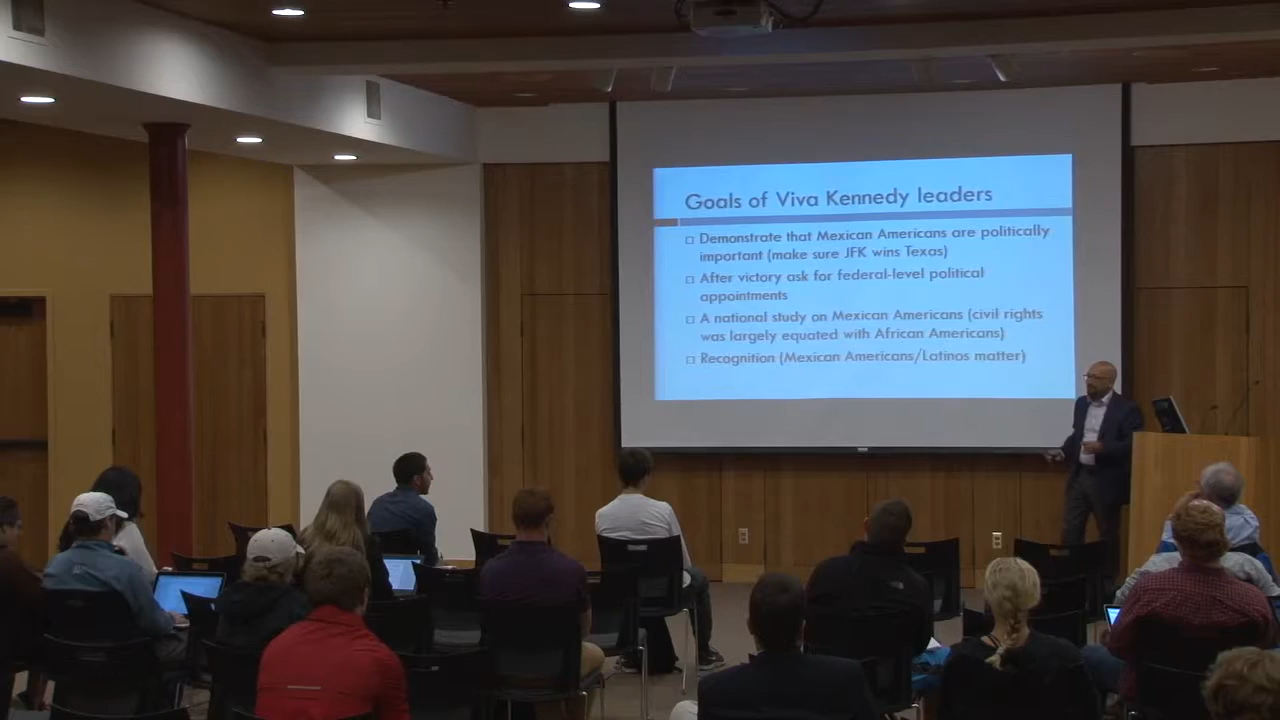 Goals of Viva Kennedy leaders
Demonstrate that Mexican Americans are politically
important (make sure JFK wins Texas)
After victory ask for federal-level political
appointments
A national study on Mexican Americans (civil rights
was largely equated with African Americans)
Recognition (Mexican Americans/Latinos matter)